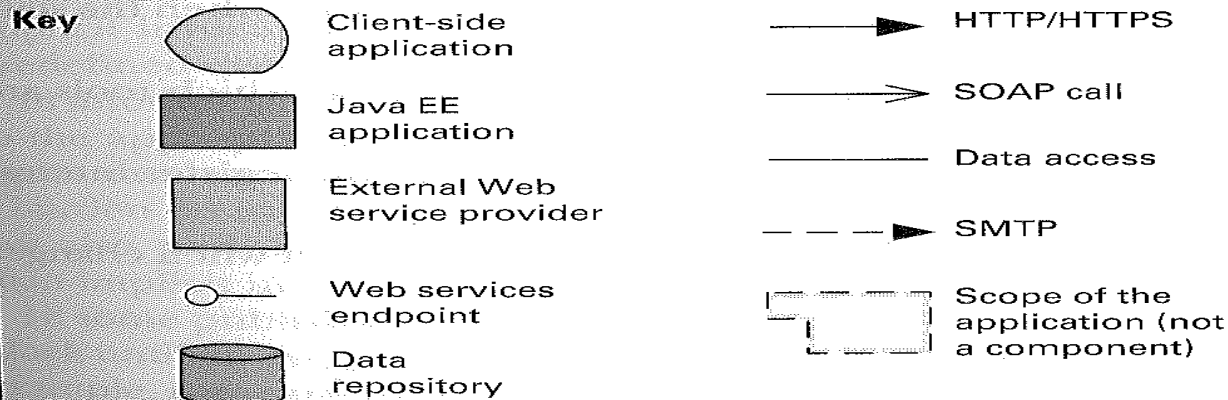 Key
Client-side
application
Java EE
application
External Web
service provider
Web services
endpoint
Data
repository
HTTP/HTTPS
SOAP call
Data access
SMTP
Scope of the
application (not
a component)